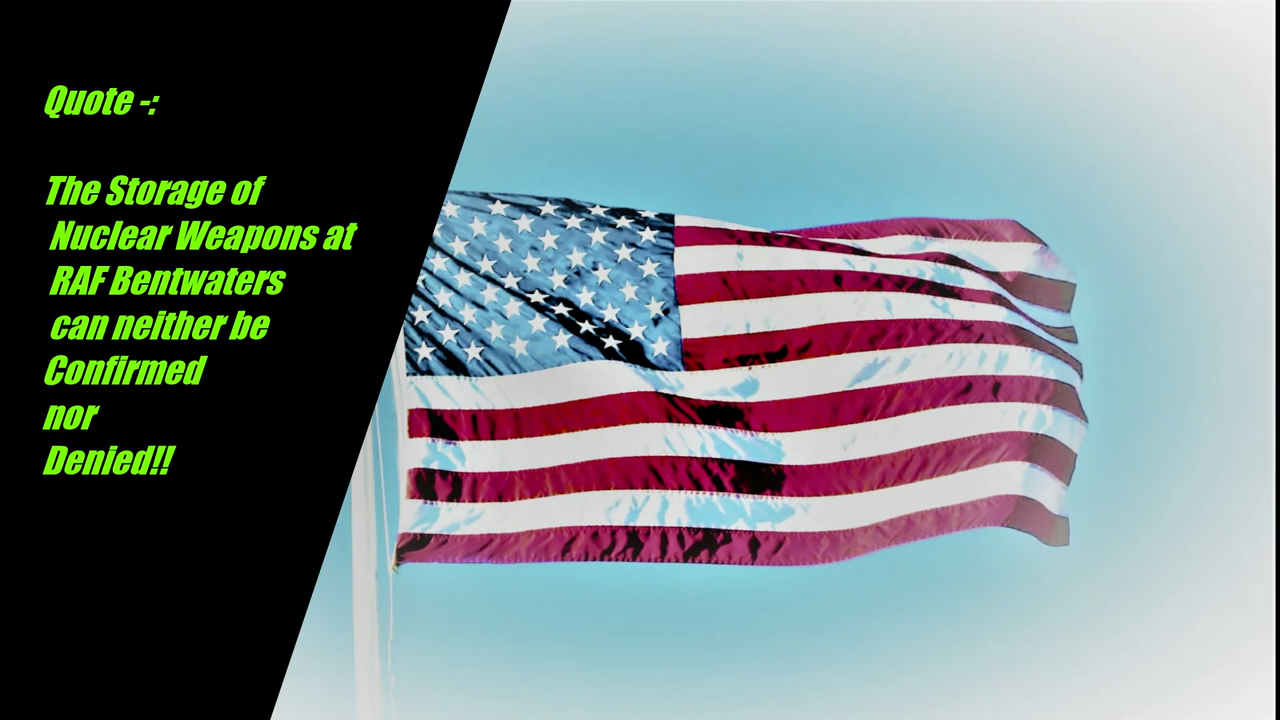 Quote -:
The Storage of
Nuclear Weapons at
RAF Bentwaters
can neither be
Confirmed
nor
Denied!!